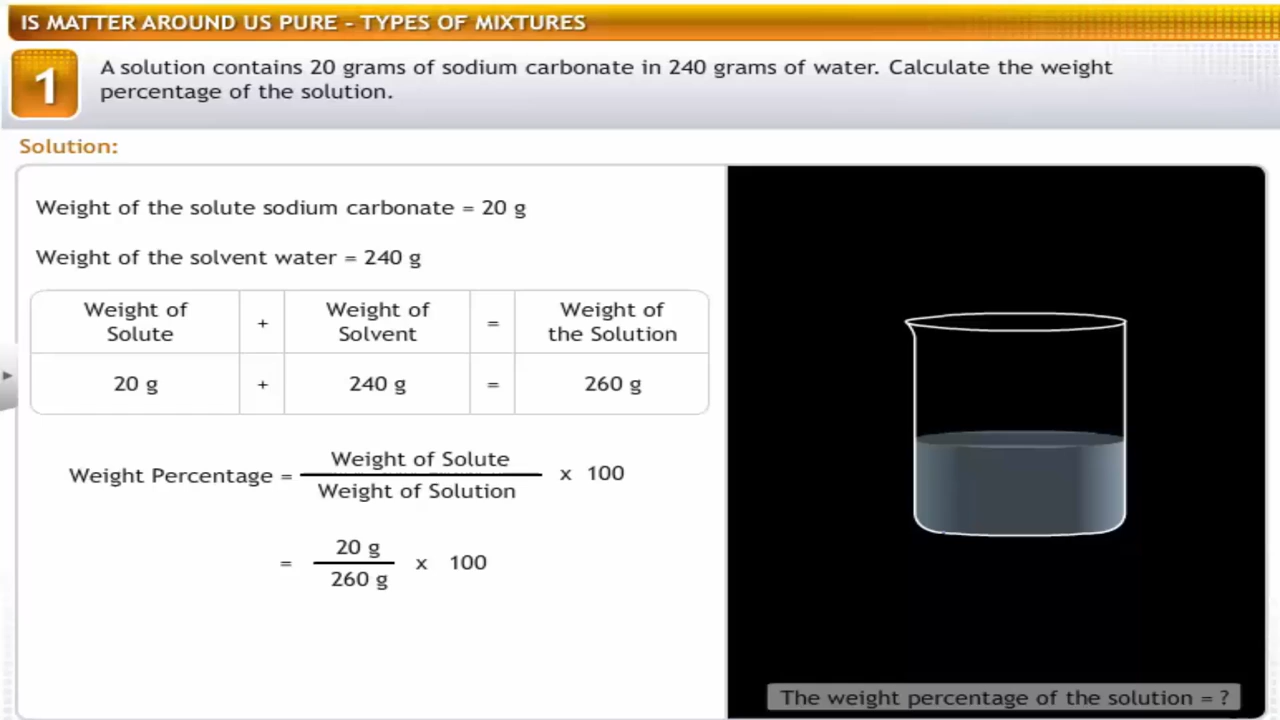 IS MATTER AROUND US PURE - TYPES OF MIXTURES
1
A solution contains 20 grams of sodium carbonate in 240 grams of water. Calculate the weight
percentage of the solution.
Solution:
Weight of the solute sodium carbonate = 20 g
Weight of the solvent water = 240 g
Weight of Solute + Weight of Solvent = Weight of the Solution
20 g + 240 g = 260 g
Weight Percentage = Weight of Solute / Weight of Solution x 100
= 20 g / 260 g x 100
The weight percentage of the solution = ?